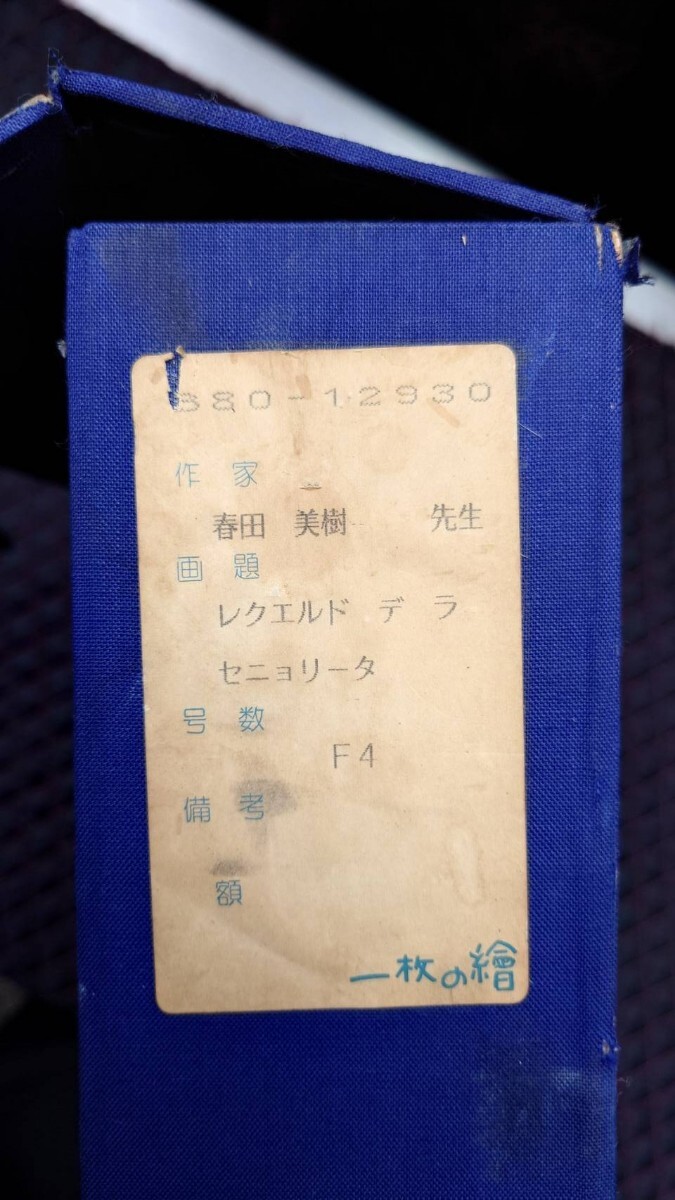 880-12930
作家
春田 美樹 先生
画題
レクエルド デ ラ
セニョリータ
号数
F4
備考
額
一枚の繪